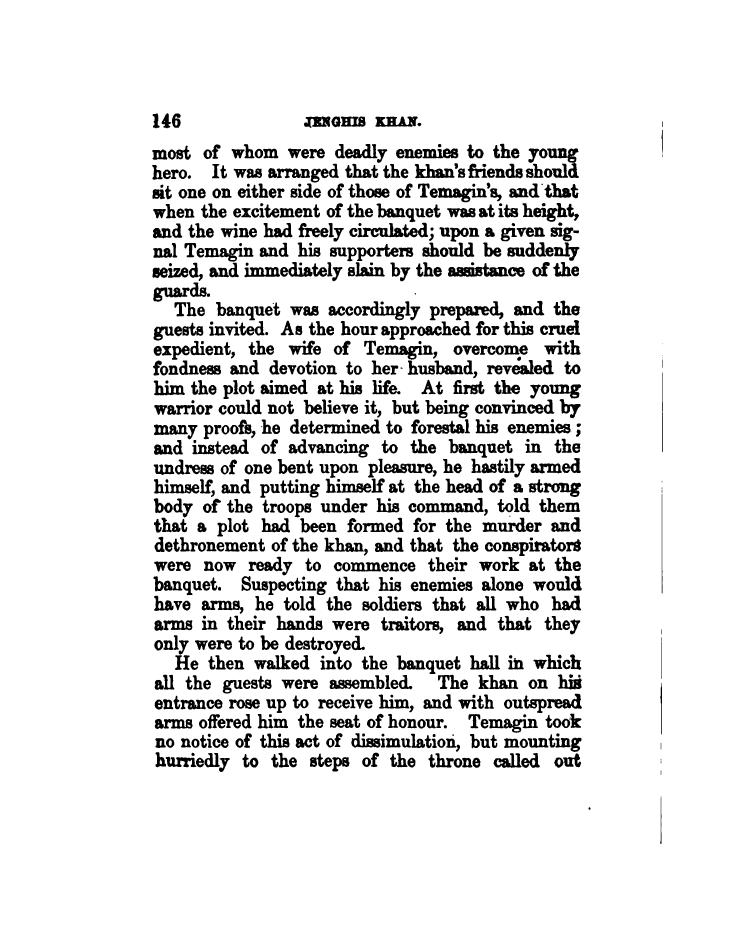 146 JENGHIS KHAN.
most of whom were deadly enemies to the young
hero. It was arranged that the khan's friends should
sit one on either side of those of Temagin's, and that
when the excitement of the banquet was at its height,
and the wine had freely circulated; upon a given sig-
nal Temagin and his supporters should be suddenly
seized, and immediately slain by the assistance of the
guards.
The banquet was accordingly prepared, and the
guests invited. As the hour approached for this cruel
expedient, the wife of Temagin, overcome with
fondness and devotion to her husband, revealed to
him the plot aimed at his life. At first the young
warrior could not believe it, but being convinced by
many proofs, he determined to forestal his enemies;
and instead of advancing to the banquet in the
undress of one bent upon pleasure, he hastily armed
himself, and putting himself at the head of a strong
body of the troops under his command, told them
that a plot had been formed for the murder and
dethronement of the khan, and that the conspirators
were now ready to commence their work at the
banquet. Suspecting that his enemies alone would
have arms, he told the soldiers that all who had
arms in their hands were traitors, and that they
only were to be destroyed.
He then walked into the banquet hall in which
all the guests were assembled. The khan on his
entrance rose up to receive him, and with outspread
arms offered him the seat of honour. Temagin took
no notice of this act of dissimulation, but mounting
hurriedly to the steps of the throne called out